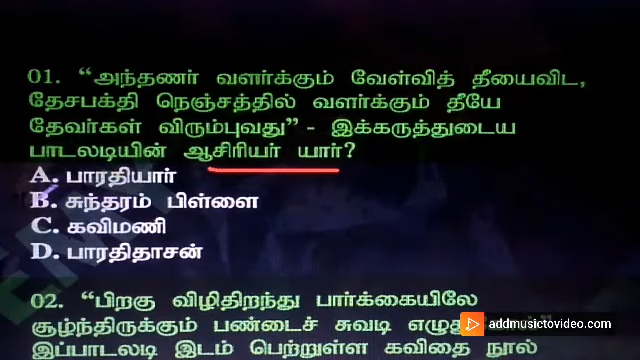 01. “அந்தணர் வளர்க்கும் வேள்வித் தீயைவிட,
தேசபக்தி நெஞ்சத்தில் வளர்க்கும் தீயே
தேவர்கள் விரும்புவது” - இக்கருத்துடைய
பாடலடியின் ஆசிரியர் யார்?
A. பாரதியார்
B. சுந்தரம் பிள்ளை
C. கவிமணி
D. பாரதிதாசன்
02. “பிறகு விழிதிறந்து பார்க்கையிலே
சூழ்ந்திருக்கும் பண்டைச் சுவடி
addmusictovideo.com
இப்பாடலடி இடம் பெற்றுள்ள கவிதை நூல்